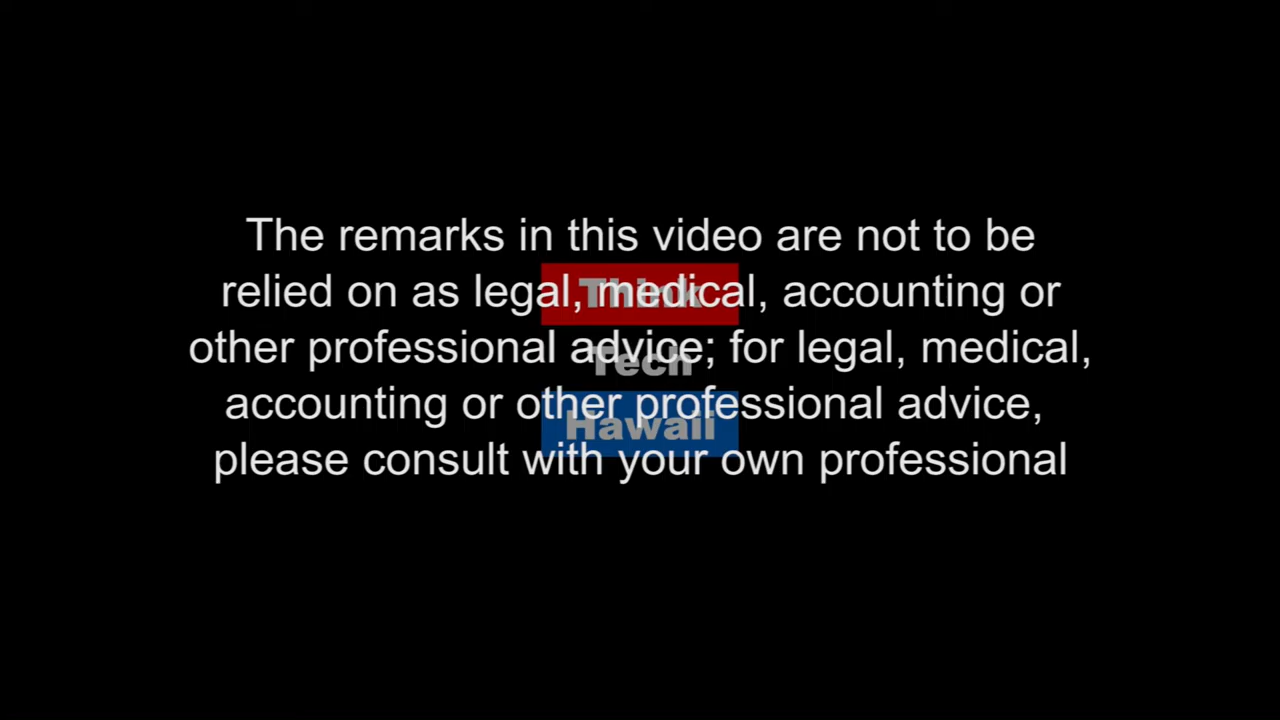 The remarks in this video are not to be
relied on as legal, medical, accounting or
other professional advice; for legal, medical,
accounting or other professional advice,
please consult with your own professional
Think
Tech
Hawaii